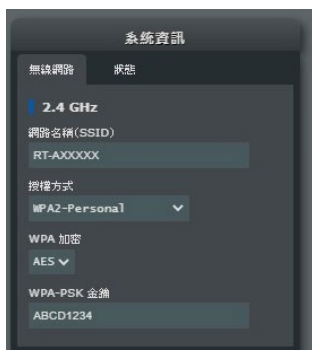 系統資訊
無線網路 狀態
2.4 GHz
網路名稱(SSID)
RT-AXXXXX
授權方式
WPA2-Personal
WPA 加密
AES
WPA-PSK 金鑰
ABCD1234